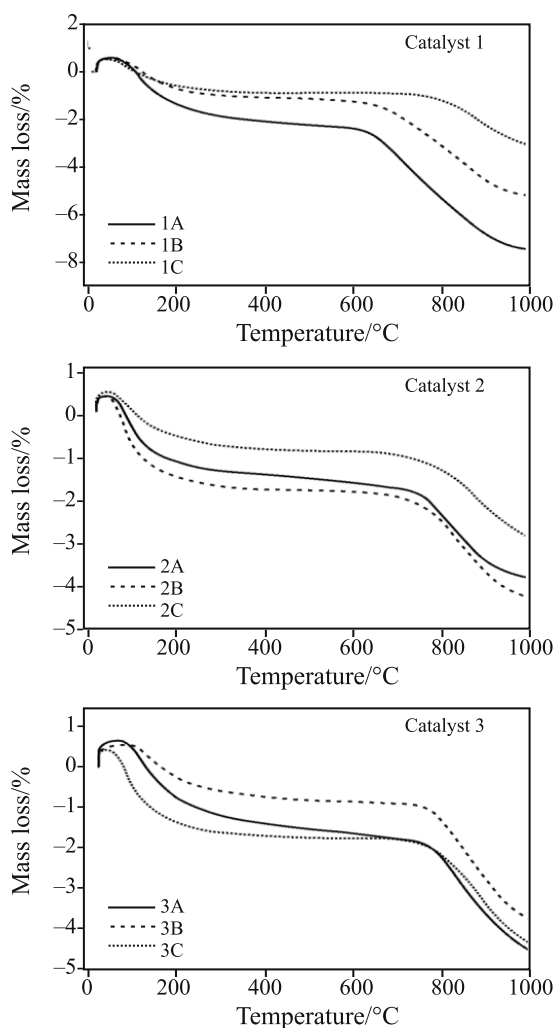 2
Catalyst 1
0
−2
−4
−6
−8
Mass loss/%
1A
1B
1C
0 200 400 600 800 1000
Temperature/°C
1
Catalyst 2
0
−1
−2
−3
−4
−5
Mass loss/%
2A
2B
2C
0 200 400 600 800 1000
Temperature/°C
1
Catalyst 3
0
−1
−2
−3
−4
−5
Mass loss/%
3A
3B
3C
0 200 400 600 800 1000
Temperature/°C